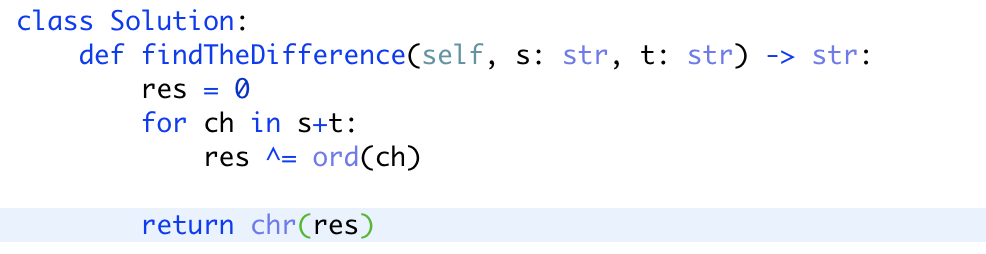 class Solution:
    def findTheDifference(self, s: str, t: str) -> str:
        res = 0
        for ch in s+t:
            res ^= ord(ch)
        return chr(res)